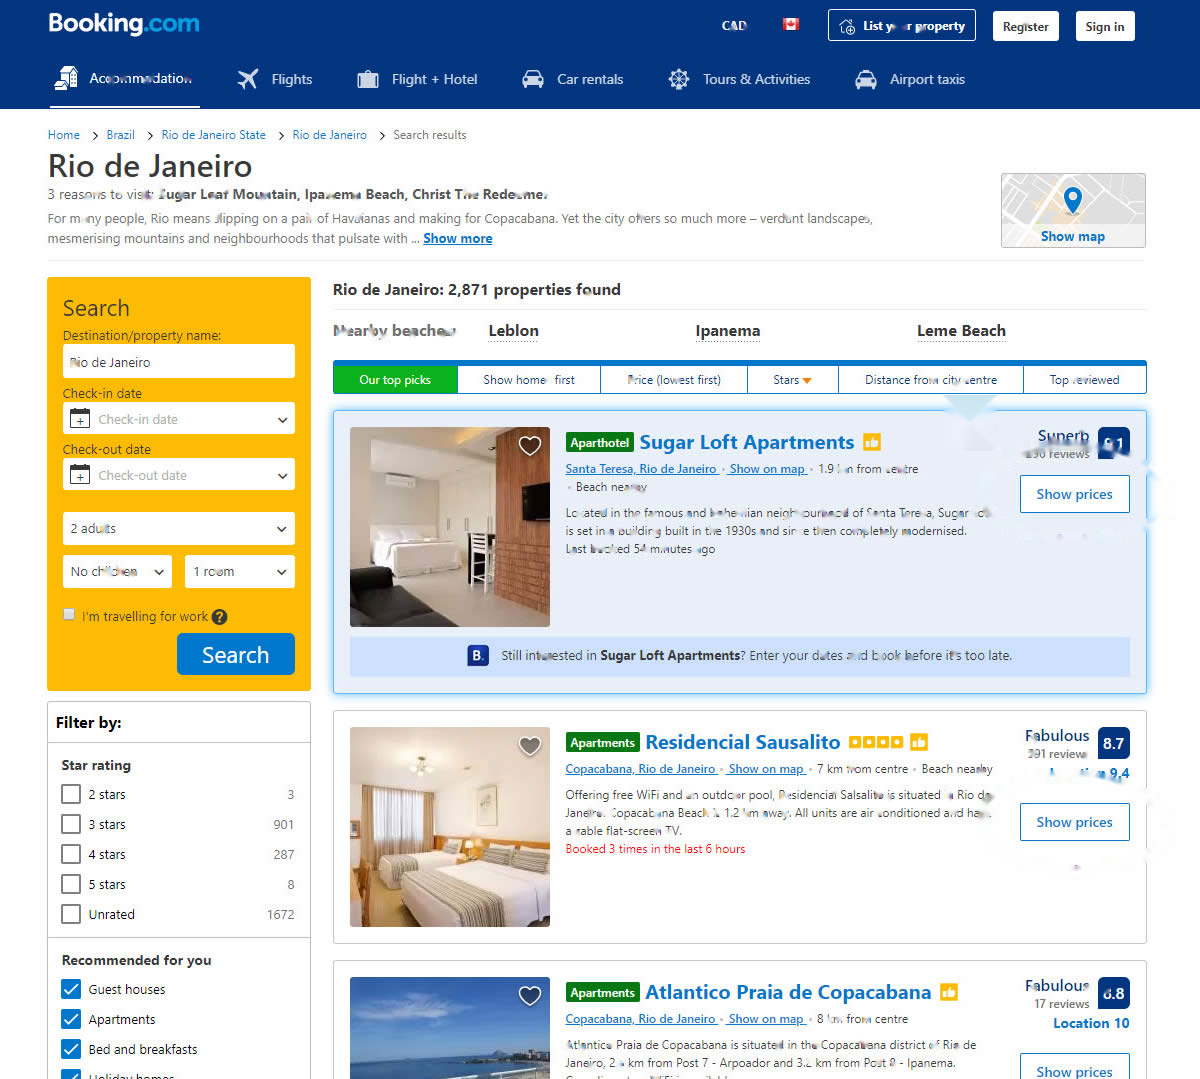 Booking.com
CAD
List property
Register
Sign in
Accommodation
Flights
Flight + Hotel
Car rentals
Tours & Activities
Airport taxis
Home > Brazil > Rio de Janeiro State > Rio de Janeiro > Search results
Rio de Janeiro
3 reasons to visit: Sugar Leaf Mountain, Ipanema Beach, Christ The Redeemer
For many people, Rio means slipping on a pair of Havaianas and making for Copacabana. Yet the city offers so much more – verdant landscapes,
mesmerising mountains and neighbourhoods that pulsate with ... Show more
Show map
Search
Destination/property name:
Rio de Janeiro
Check-in date
Check-in date
Check-out date
Check-out date
2 adults
No children
1 room
I'm travelling for work ?
Search
Rio de Janeiro: 2,871 properties found
Nearby beaches Leblon Ipanema Leme Beach
Our top picks
Show homes first
Price (lowest first)
Stars
Distance from city centre
Top reviewed
Aparthotel Sugar Loft Apartments
Santa Teresa, Rio de Janeiro · Show on map · 1.9 km from centre
· Beach nearby
Located in the famous and bohemian neighbourhood of Santa Teresa, Sugar
is set in a building built in the 1930s and since then completely modernised.
Last booked 54 minutes ago
Superb
reviews
Show prices
B. Still interested in Sugar Loft Apartments? Enter your dates and book before it's too late.
Apartments Residencial Sausalito
Copacabana, Rio de Janeiro · Show on map · 7 km from centre · Beach nearby
Offering free WiFi and an outdoor pool, Residencial Salsalito is situated in Rio de
Janeiro. Copacabana Beach is 1.2 km away. All units are air conditioned and have
a cable flat-screen TV.
Booked 3 times in the last 6 hours
Fabulous 8.7
reviews
Location 9.4
Show prices
Apartments Atlantico Praia de Copacabana
Copacabana, Rio de Janeiro · Show on map · 8 km from centre
Atlantico Praia de Copacabana is situated in the Copacabana district of Rio de
Janeiro, km from Post 7 - Arpoador and 3.2 km from Post 8 - Ipanema.
Fabulous 8.8
17 reviews
Location 10
Show prices
Filter by:
Star rating
2 stars 3
3 stars 901
4 stars 287
5 stars 8
Unrated 1672
Recommended for you
Guest houses
Apartments
Bed and breakfasts
Holiday homes